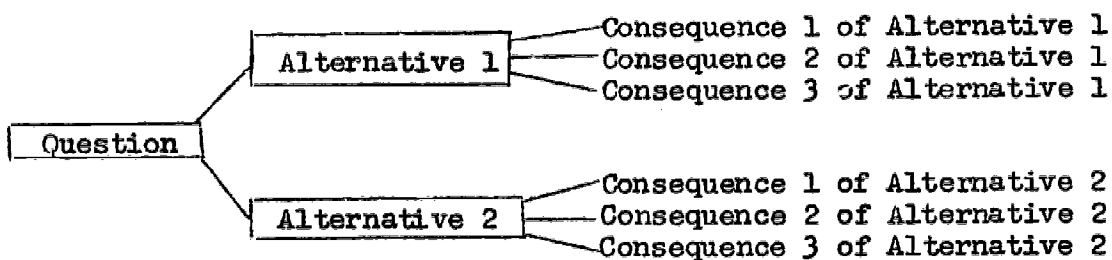 Consequence 1 of Alternative 1
Alternative 1
Consequence 2 of Alternative 1
Consequence 3 of Alternative 1
Question
Consequence 1 of Alternative 2
Alternative 2
Consequence 2 of Alternative 2
Consequence 3 of Alternative 2